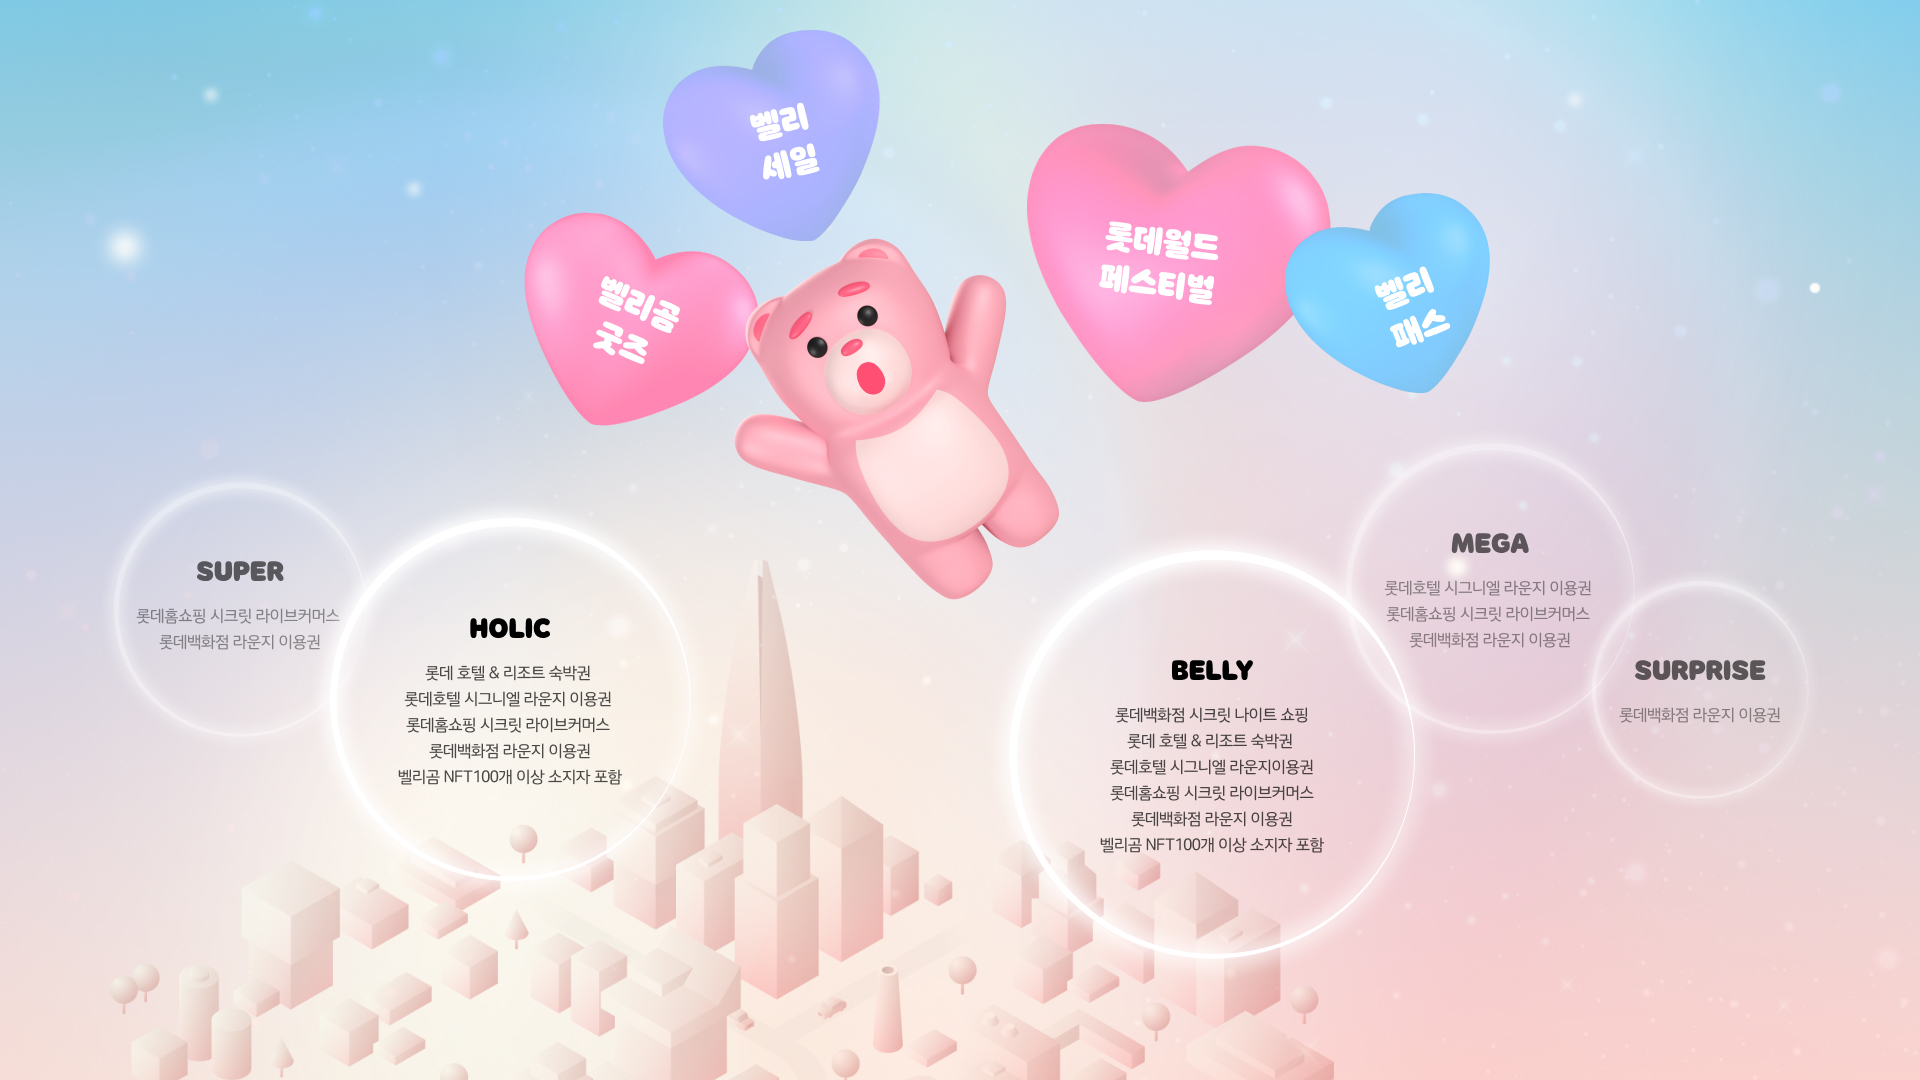 벨리
세일
벨리곰
굿즈
롯데월드
페스티벌
벨리
패스
SUPER
롯데홈쇼핑 시크릿 라이브커머스
롯데백화점 라운지 이용권
HOLIC
롯데 호텔 & 리조트 숙박권
롯데호텔 시그니엘 라운지 이용권
롯데홈쇼핑 시크릿 라이브커머스
롯데백화점 라운지 이용권
벨리곰 NFT100개 이상 소지자 포함
BELLY
롯데백화점 시크릿 나이트 쇼핑
롯데 호텔 & 리조트 숙박권
롯데호텔 시그니엘 라운지이용권
롯데홈쇼핑 시크릿 라이브커머스
롯데백화점 라운지 이용권
벨리곰 NFT100개 이상 소지자 포함
MEGA
롯데호텔 시그니엘 라운지 이용권
롯데홈쇼핑 시크릿 라이브커머스
롯데백화점 라운지 이용권
SURPRISE
롯데백화점 라운지 이용권